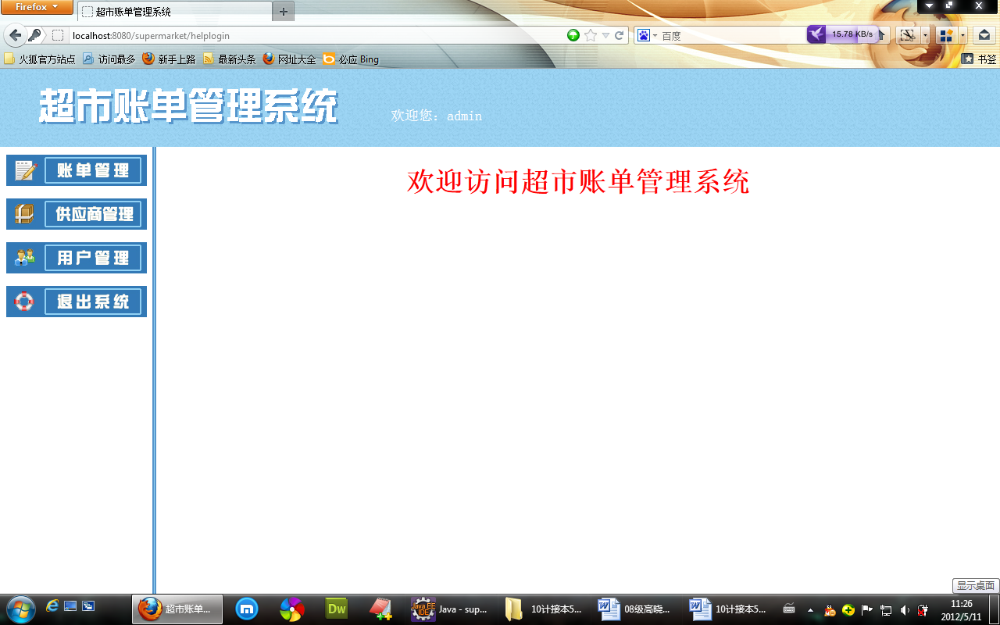 Firefox
超市账单管理系统
localhost:8080/supermarket/helplogin
百度
15.78 KB/s
火狐官方站点 访问最多 新手上路 最新头条 网址大全 必应 Bing
书签
超市账单管理系统
欢迎您：admin
账单管理
供应商管理
用户管理
退出系统
欢迎访问超市账单管理系统
显示桌面
超市账单...
Dw
Java EE IDE
Java - sup...
10计接本5...
08级高晓...
10计接本5...
11:26
2012/5/11